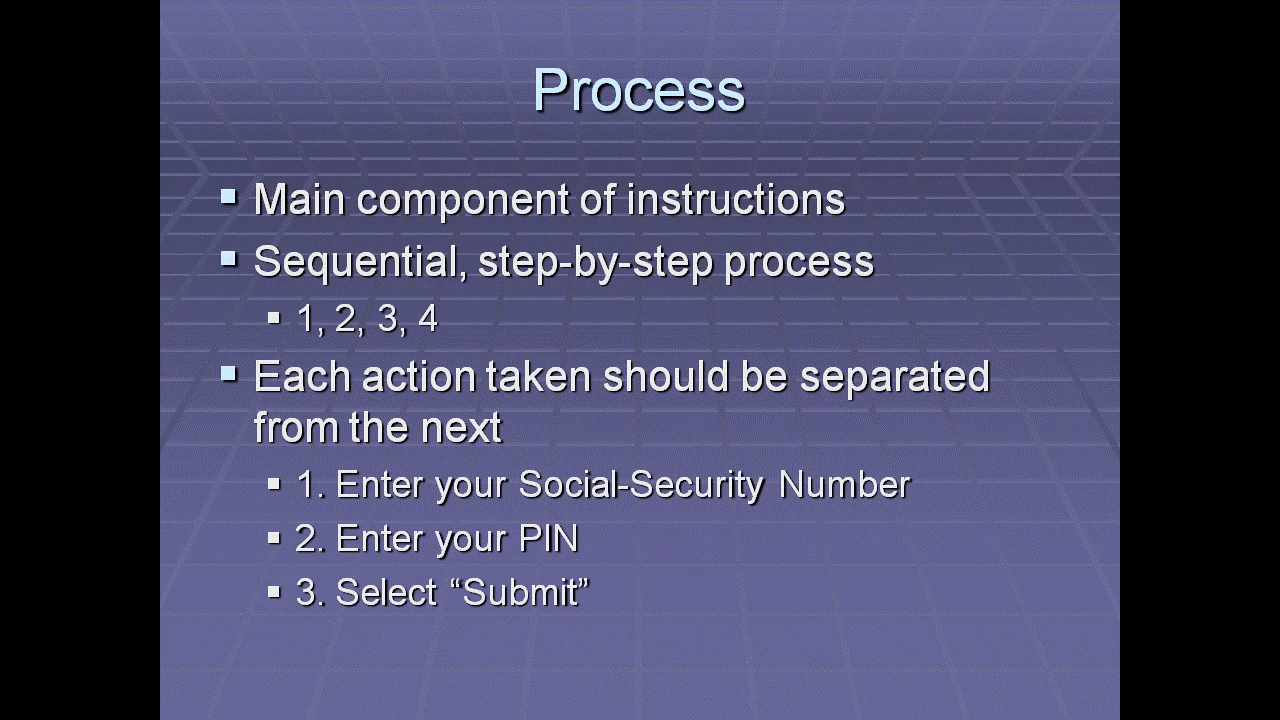 Process
Main component of instructions
Sequential, step-by-step process
1, 2, 3, 4
Each action taken should be separated
from the next
1. Enter your Social-Security Number
2. Enter your PIN
3. Select “Submit”